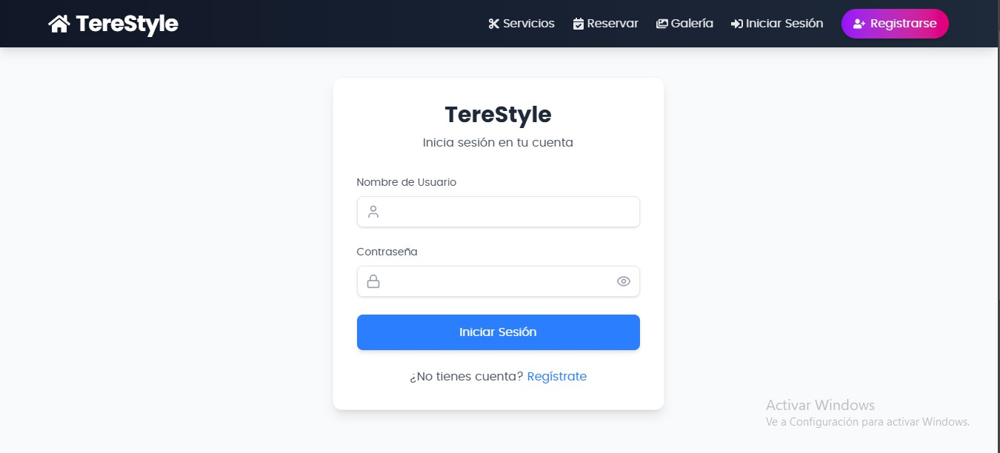 TereStyle
Servicios
Reservar
Galería
Iniciar Sesión
Registrarse
TereStyle
Inicia sesión en tu cuenta
Nombre de Usuario
Contraseña
Iniciar Sesión
¿No tienes cuenta? Regístrate
Activar Windows
Ve a Configuración para activar Windows.